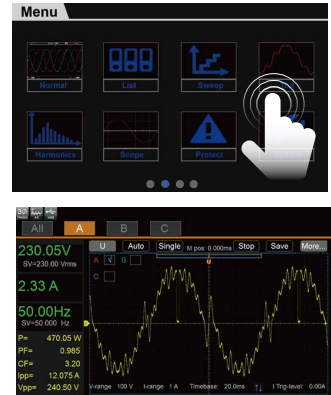 Menu
Normal
List
Sweep
Harmonics
Scope
Protect
3Φ
AC
All
A
B
C
230.05V
SV=230.00 Vrms
2.33 A
50.00Hz
SV=50.000 Hz
P= 470.05 W
PF= 0.985
CF= 3.20
Ipp= 12.075 A
Vpp= 240.50 V
U Auto Single M pos: 0.000ms Stop Save More...
A √ B
C
V-range 100 V I-range 1 A Timebase: 20.0ms ↑↓ I Trig-level: 0.00A